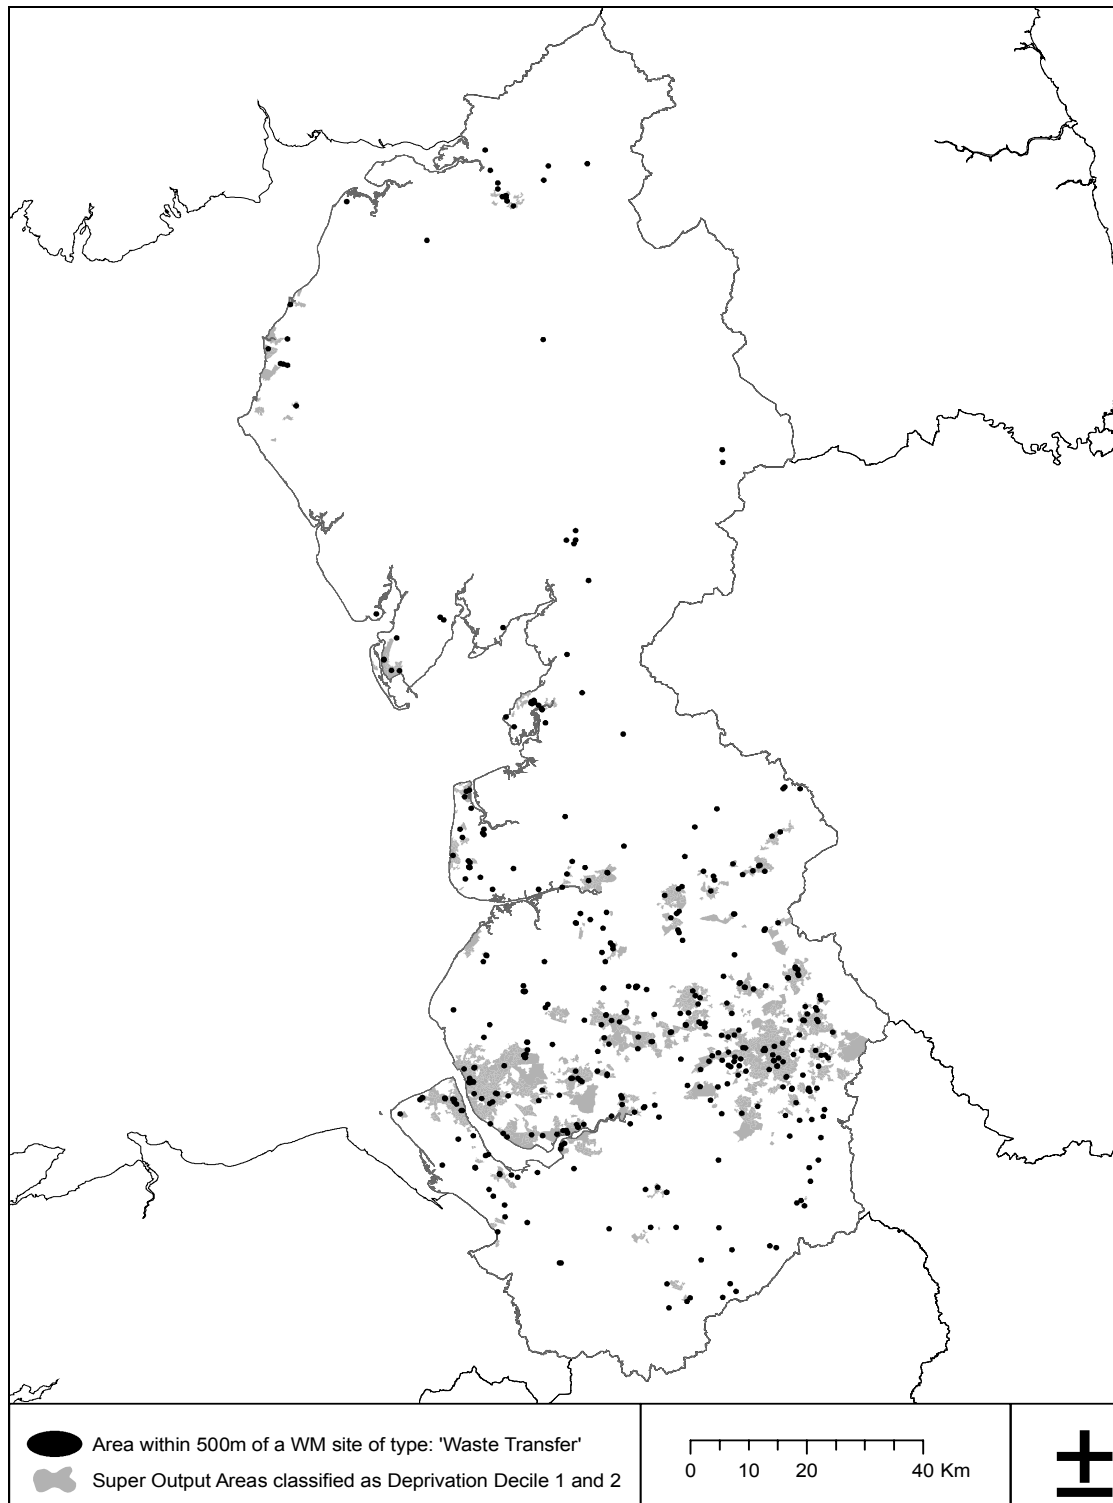 Area within 500m of a WM site of type: 'Waste Transfer'
Super Output Areas classified as Deprivation Decile 1 and 2
0 10 20 40 Km